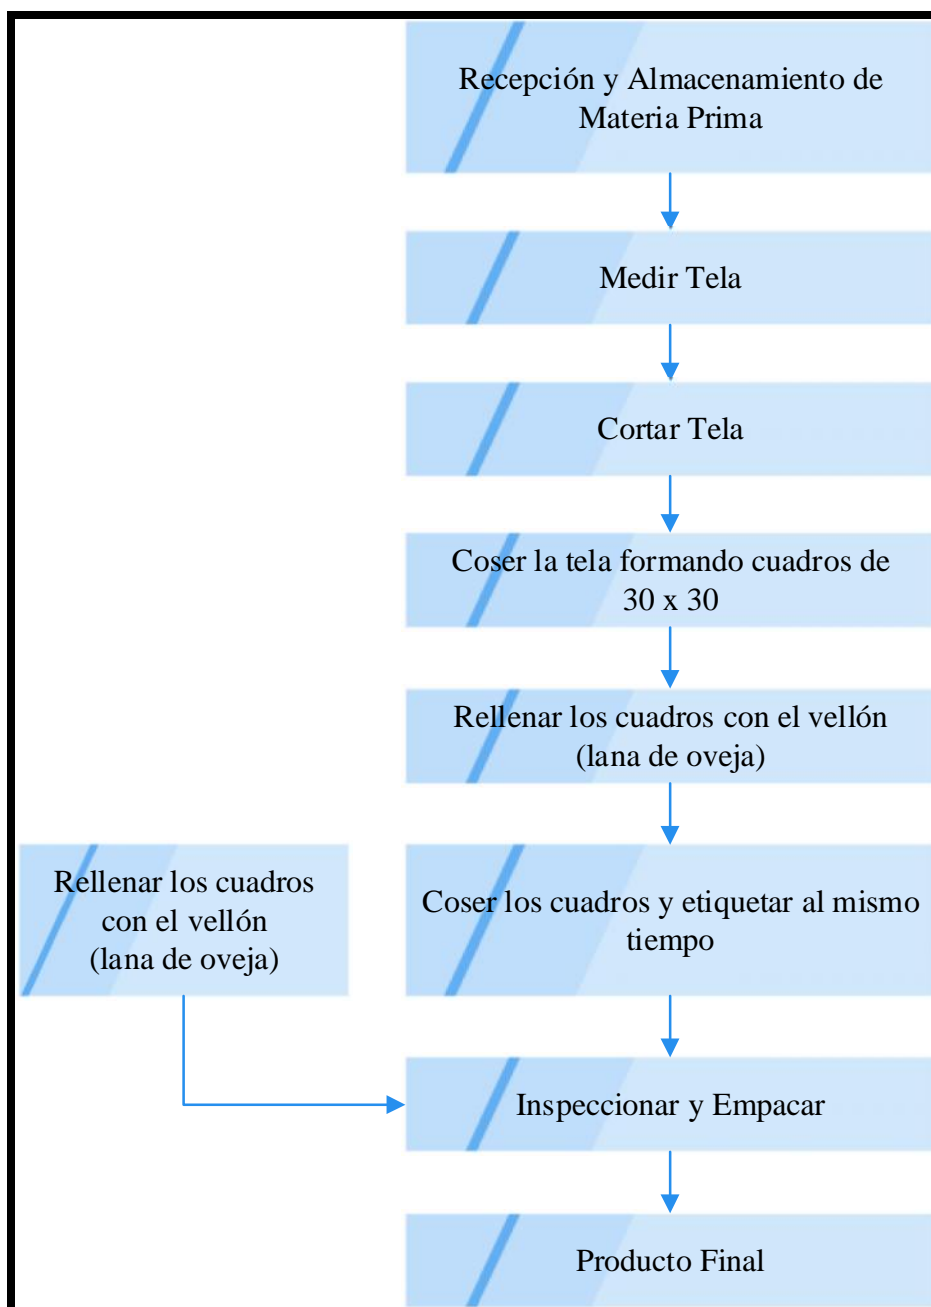 Recepción y Almacenamiento de
Materia Prima
Medir Tela
Cortar Tela
Coser la tela formando cuadros de
30 x 30
Rellenar los cuadros con el vellón
(lana de oveja)
Rellenar los cuadros
con el vellón
(lana de oveja)
Coser los cuadros y etiquetar al mismo
tiempo
Inspeccionar y Empacar
Producto Final